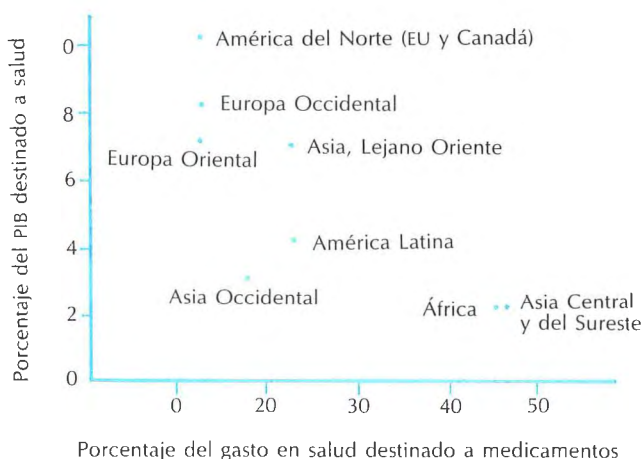 Porcentaje del PIB destinado a salud
0
América del Norte (EU y Canadá)
8
Europa Occidental
Europa Oriental
Asia, Lejano Oriente
6
4
América Latina
Asia Occidental
2
África
Asia Central
y del Sureste
0
0 20 30 40 50
Porcentaje del gasto en salud destinado a medicamentos